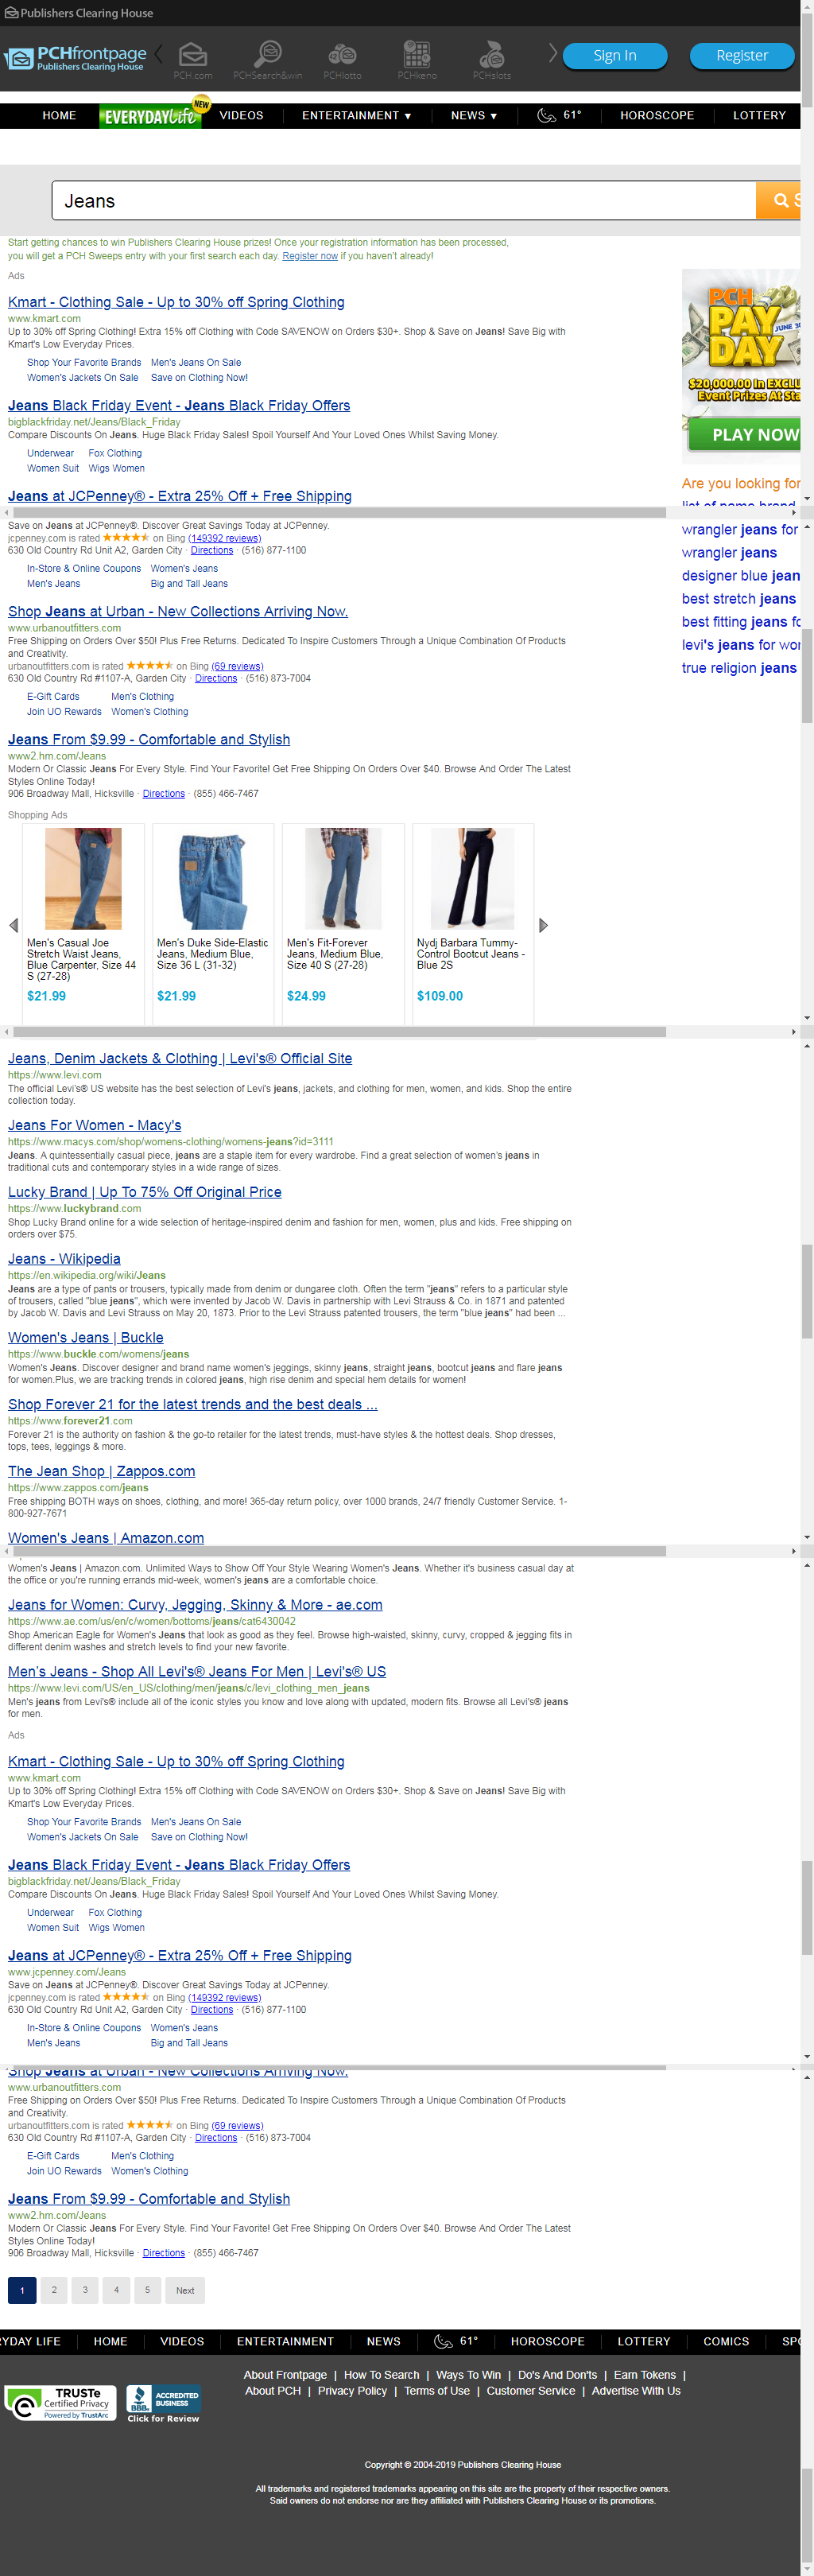 Publishers Clearing House
PCHfrontpage
Publishers Clearing House
PCH.com
PCHSearch&win
PCHlotto
PCHkeno
PCHslots
Sign In
Register
HOME
EVERYDAY Life
NEW
VIDEOS
ENTERTAINMENT ▼
NEWS ▼
61°
HOROSCOPE
LOTTERY
Jeans
S
Start getting chances to win Publishers Clearing House prizes! Once your registration information has been processed,
you will get a PCH Sweeps entry with your first search each day. Register now if you haven't already!
Ads
Kmart - Clothing Sale - Up to 30% off Spring Clothing
www.kmart.com
Up to 30% off Spring Clothing! Extra 15% off Clothing with Code SAVENOW on Orders $30+. Shop & Save on Jeans! Save Big with
Kmart's Low Everyday Prices.
Shop Your Favorite Brands Men's Jeans On Sale
Women's Jackets On Sale Save on Clothing Now!
Jeans Black Friday Event - Jeans Black Friday Offers
bigblackfriday.net/Jeans/Black_Friday
Compare Discounts On Jeans. Huge Black Friday Sales! Spoil Yourself And Your Loved Ones Whilst Saving Money.
Underwear Fox Clothing
Women Suit Wigs Women
Jeans at JCPenney® - Extra 25% Off + Free Shipping
PCH
PAY
DAY
JUNE 30
$20,000.00 In EXCLU
Event Prizes At Sta
PLAY NOW
Are you looking for
list of name brand
Save on Jeans at JCPenney®. Discover Great Savings Today at JCPenney.
jcpenney.com is rated ★★★★★ on Bing (149392 reviews)
630 Old Country Rd Unit A2, Garden City · Directions · (516) 877-1100
In-Store & Online Coupons Women's Jeans
Men's Jeans Big and Tall Jeans
Shop Jeans at Urban - New Collections Arriving Now.
www.urbanoutfitters.com
Free Shipping on Orders Over $50! Plus Free Returns. Dedicated To Inspire Customers Through a Unique Combination Of Products
and Creativity.
urbanoutfitters.com is rated ★★★★★ on Bing (69 reviews)
630 Old Country Rd #1107-A, Garden City · Directions · (516) 873-7004
E-Gift Cards Men's Clothing
Join UO Rewards Women's Clothing
wrangler jeans for
wrangler jeans
designer blue jean
best stretch jeans
best fitting jeans fo
levi's jeans for wor
true religion jeans
Jeans From $9.99 - Comfortable and Stylish
www2.hm.com/Jeans
Modern Or Classic Jeans For Every Style. Find Your Favorite! Get Free Shipping On Orders Over $40. Browse And Order The Latest
Styles Online Today!
906 Broadway Mall, Hicksville · Directions · (855) 466-7467
Shopping Ads
Men's Casual Joe
Stretch Waist Jeans,
Blue Carpenter, Size 44
S (27-28)
$21.99
Men's Duke Side-Elastic
Jeans, Medium Blue,
Size 36 L (31-32)
$21.99
Men's Fit-Forever
Jeans, Medium Blue,
Size 40 S (27-28)
$24.99
Nydj Barbara Tummy-
Control Bootcut Jeans -
Blue 2S
$109.00
Jeans, Denim Jackets & Clothing | Levi's® Official Site
https://www.levi.com
The official Levi's® US website has the best selection of Levi's jeans, jackets, and clothing for men, women, and kids. Shop the entire
collection today.
Jeans For Women - Macy's
https://www.macys.com/shop/womens-clothing/womens-jeans?id=3111
Jeans. A quintessentially casual piece, jeans are a staple item for every wardrobe. Find a great selection of women's jeans in
traditional cuts and contemporary styles in a wide range of sizes.
Lucky Brand | Up To 75% Off Original Price
https://www.luckybrand.com
Shop Lucky Brand online for a wide selection of heritage-inspired denim and fashion for men, women, plus and kids. Free shipping on
orders over $75.
Jeans - Wikipedia
https://en.wikipedia.org/wiki/Jeans
Jeans are a type of pants or trousers, typically made from denim or dungaree cloth. Often the term "jeans" refers to a particular style
of trousers, called "blue jeans", which were invented by Jacob W. Davis in partnership with Levi Strauss & Co. in 1871 and patented
by Jacob W. Davis and Levi Strauss on May 20, 1873. Prior to the Levi Strauss patented trousers, the term "blue jeans" had been ...
Women's Jeans | Buckle
https://www.buckle.com/womens/jeans
Women's Jeans. Discover designer and brand name women's jeggings, skinny jeans, straight jeans, bootcut jeans and flare jeans
for women.Plus, we are tracking trends in colored jeans, high rise denim and special hem details for women!
Shop Forever 21 for the latest trends and the best deals ...
https://www.forever21.com
Forever 21 is the authority on fashion & the go-to retailer for the latest trends, must-have styles & the hottest deals. Shop dresses,
tops, tees, leggings & more.
The Jean Shop | Zappos.com
https://www.zappos.com/jeans
Free shipping BOTH ways on shoes, clothing, and more! 365-day return policy, over 1000 brands, 24/7 friendly Customer Service. 1-
800-927-7671
Women's Jeans | Amazon.com
Women's Jeans | Amazon.com. Unlimited Ways to Show Off Your Style Wearing Women's Jeans. Whether it's business casual day at
the office or you're running errands mid-week, women's jeans are a comfortable choice.
Jeans for Women: Curvy, Jegging, Skinny & More - ae.com
https://www.ae.com/us/en/c/women/bottoms/jeans/cat6430042
Shop American Eagle for Women's Jeans that look as good as they feel. Browse high-waisted, skinny, curvy, cropped & jegging fits in
different denim washes and stretch levels to find your new favorite.
Men's Jeans - Shop All Levi's® Jeans For Men | Levi's® US
https://www.levi.com/US/en_US/clothing/men/jeans/c/levi_clothing_men_jeans
Men's jeans from Levi's® include all of the iconic styles you know and love along with updated, modern fits. Browse all Levi's® jeans
for men.
Ads
Kmart - Clothing Sale - Up to 30% off Spring Clothing
www.kmart.com
Up to 30% off Spring Clothing! Extra 15% off Clothing with Code SAVENOW on Orders $30+. Shop & Save on Jeans! Save Big with
Kmart's Low Everyday Prices.
Shop Your Favorite Brands Men's Jeans On Sale
Women's Jackets On Sale Save on Clothing Now!
Jeans Black Friday Event - Jeans Black Friday Offers
bigblackfriday.net/Jeans/Black_Friday
Compare Discounts On Jeans. Huge Black Friday Sales! Spoil Yourself And Your Loved Ones Whilst Saving Money.
Underwear Fox Clothing
Women Suit Wigs Women
Jeans at JCPenney® - Extra 25% Off + Free Shipping
www.jcpenney.com/Jeans
Save on Jeans at JCPenney®. Discover Great Savings Today at JCPenney.
jcpenney.com is rated ★★★★★ on Bing (149392 reviews)
630 Old Country Rd Unit A2, Garden City · Directions · (516) 877-1100
In-Store & Online Coupons Women's Jeans
Men's Jeans Big and Tall Jeans
Shop Jeans at Urban - New Collections Arriving Now.
www.urbanoutfitters.com
Free Shipping on Orders Over $50! Plus Free Returns. Dedicated To Inspire Customers Through a Unique Combination Of Products
and Creativity.
urbanoutfitters.com is rated ★★★★★ on Bing (69 reviews)
630 Old Country Rd #1107-A, Garden City · Directions · (516) 873-7004
E-Gift Cards Men's Clothing
Join UO Rewards Women's Clothing
Jeans From $9.99 - Comfortable and Stylish
www2.hm.com/Jeans
Modern Or Classic Jeans For Every Style. Find Your Favorite! Get Free Shipping On Orders Over $40. Browse And Order The Latest
Styles Online Today!
906 Broadway Mall, Hicksville · Directions · (855) 466-7467
1 2 3 4 5 Next
RYDAY LIFE HOME VIDEOS ENTERTAINMENT NEWS 61° HOROSCOPE LOTTERY COMICS SPO
TRUSTe
Certified Privacy
Powered by TrustArc
BBB
ACCREDITED
BUSINESS
Click for Review
About Frontpage | How To Search | Ways To Win | Do's And Don'ts | Earn Tokens |
About PCH | Privacy Policy | Terms of Use | Customer Service | Advertise With Us
Copyright © 2004-2019 Publishers Clearing House
All trademarks and registered trademarks appearing on this site are the property of their respective owners.
Said owners do not endorse nor are they affiliated with Publishers Clearing House or its promotions.